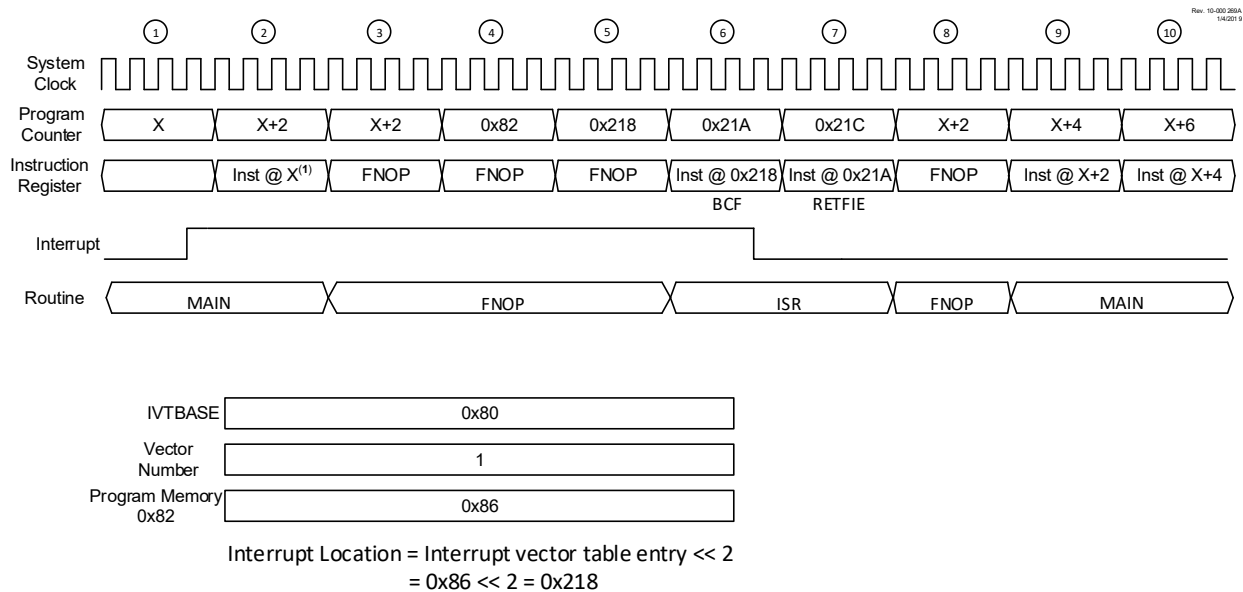 Rev. 10-000 269A
1/4/201 9
1 2 3 4 5 6 7 8 9 10
System
Clock
Program
Counter
X X+2 X+2 0x82 0x218 0x21A 0x21C X+2 X+4 X+6
Instruction
Register
Inst @ X(1) FNOP FNOP FNOP Inst @ 0x218 Inst @ 0x21A FNOP Inst @ X+2 Inst @ X+4
BCF RETFIE
Interrupt
Routine MAIN FNOP ISR FNOP MAIN
IVTBASE 0x80
Vector
Number
1
Program Memory
0x82
0x86
Interrupt Location = Interrupt vector table entry << 2
= 0x86 << 2 = 0x218